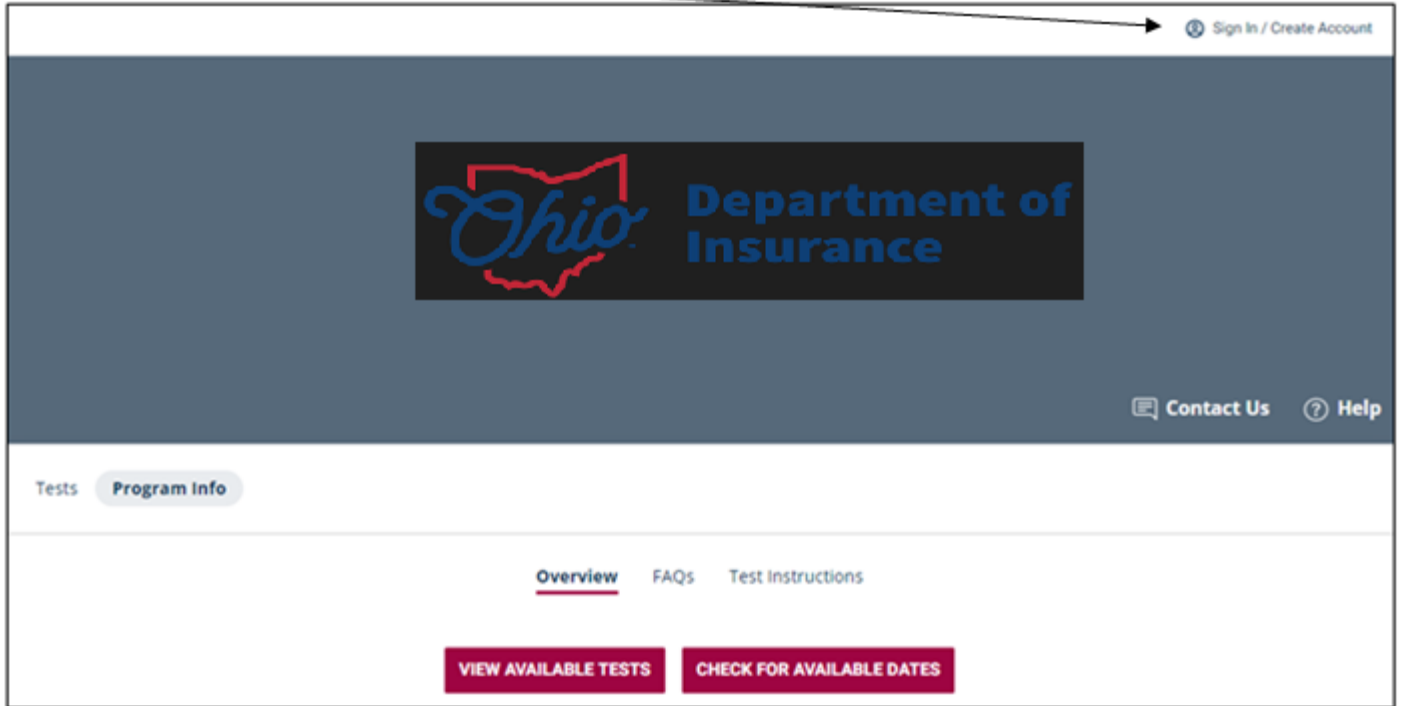 Sign In / Create Account
Ohio
Department of
Insurance
Contact Us
Help
Tests
Program Info
Overview
FAQs
Test Instructions
VIEW AVAILABLE TESTS
CHECK FOR AVAILABLE DATES